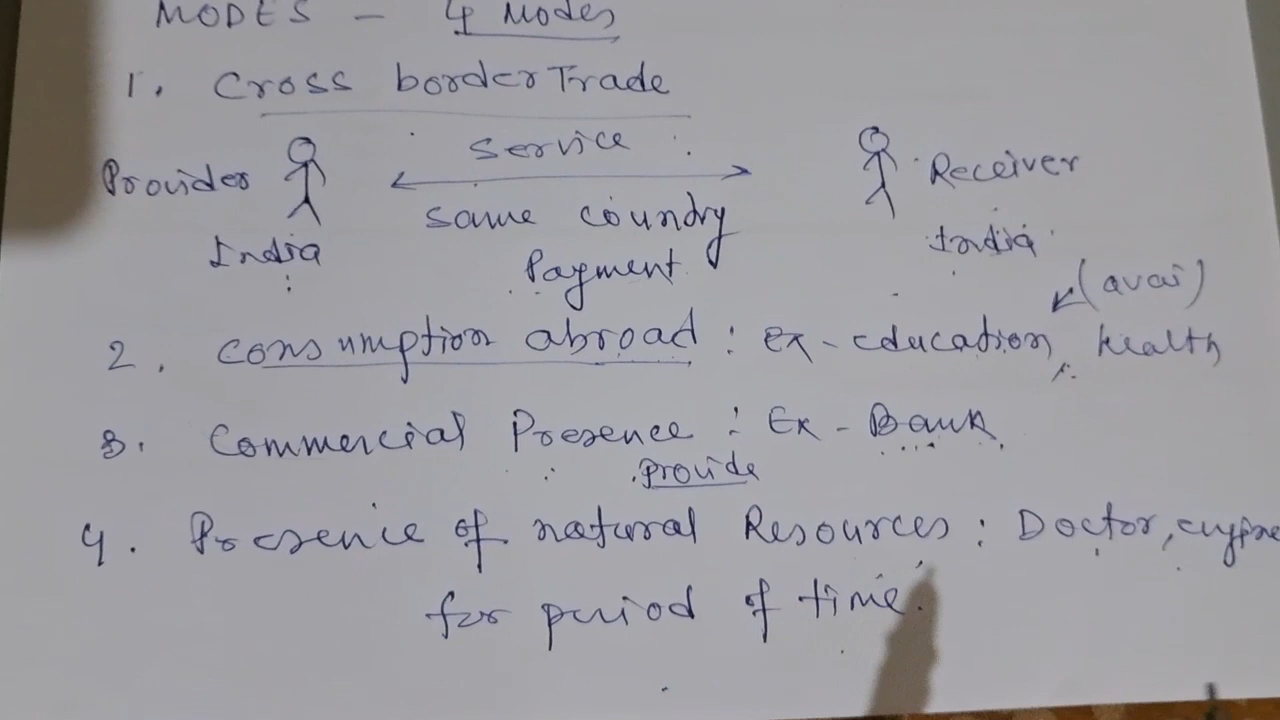 MODES - 4 Modes
1. Cross border Trade
service
Provider
Receiver
same coundry
India
India
Payment
(avai)
2. consumption abroad : ex - education, health
3. Commercial Presence : Ex - Bank
provide
4. Presence of natural Resources : Doctor,
for period of time.